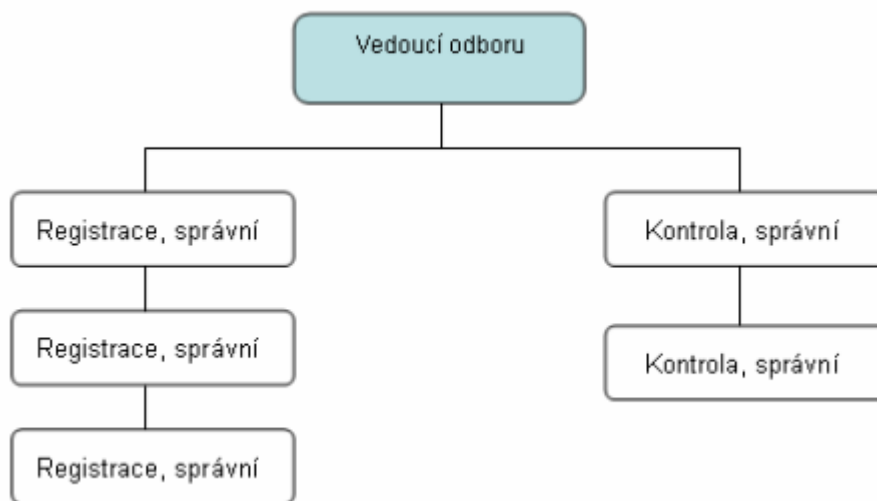 Vedoucí odboru
Registrace, správní
Kontrola, správní
Registrace, správní
Kontrola, správní
Registrace, správní